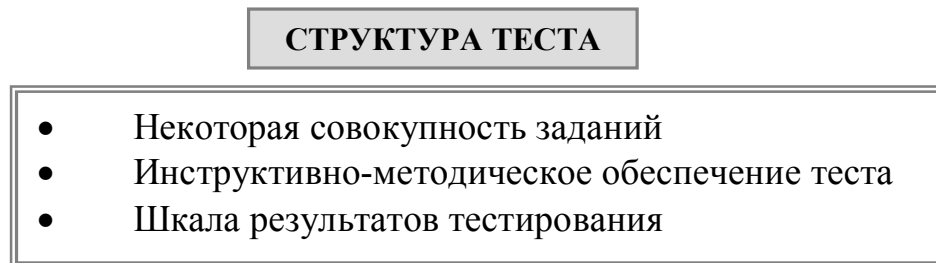 СТРУКТУРА ТЕСТА
• Некоторая совокупность заданий
• Инструктивно-методическое обеспечение теста
• Шкала результатов тестирования